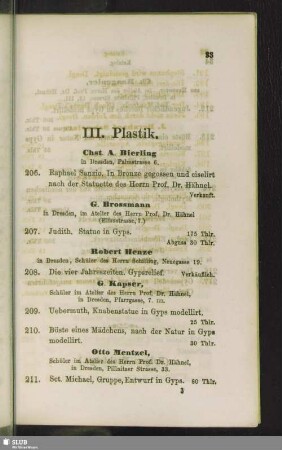 33
III. Plastik.
Chst. A. Bierling
in Dresden, Palmstrasse 6.
206. Raphael Sanzio. In Bronze gegossen und ciselirt
nach der Statuette des Herrn Prof. Dr. Hähnel.
Verkauft.
G. Brossmann
in Dresden, im Atelier des Herrn Prof. Dr. Hähnel
7.)
207. Judith. Statue in Gyps. 175 Thlr.
Abguss 50 Thlr.
Robert Henze
in Dresden, Schüler des Herrn Schilling, Neuegasse 19.
208. Die vier Jahreszeiten. Gypsrelief. Verkäuflich.
G. Kapser,
Schüler im Atelier des Herrn Prof. Dr. Hähnel,
in Dresden, Pfarrgasse, 7. III.
209. Uebermuth, Knabenstatue in Gyps modellirt.
25 Thlr.
210. Büste eines Mädchens, nach der Natur in Gyps
modellirt. 30 Thlr.
Otto Mentzel,
Schüler im Atelier des Herrn Prof. Dr. Hähnel,
in Dresden, Pillnitzer Strasse, 33.
211. Sct. Michael, Gruppe, Entwurf in Gyps. 60 Thlr.
3
SLUB